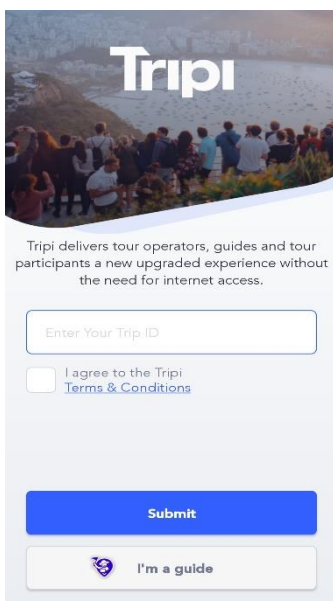 Tripi
Tripi delivers tour operators, guides and tour
participants a new upgraded experience without
the need for internet access.
Enter Your Trip ID
I agree to the Tripi
Terms & Conditions
Submit
I'm a guide